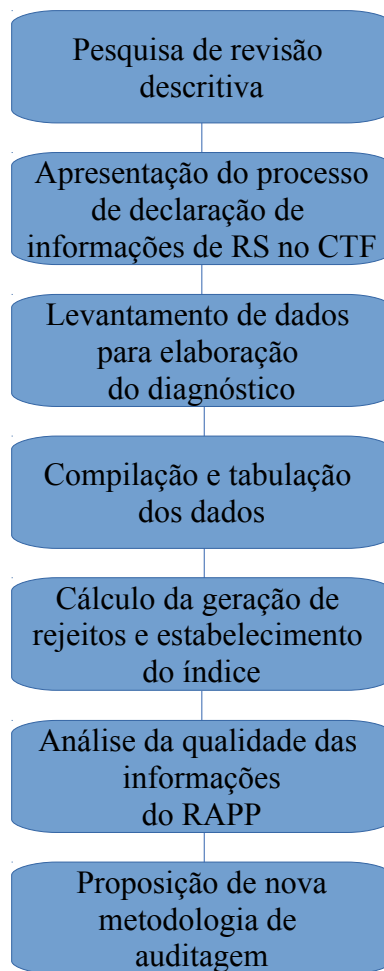 Pesquisa de revisão
descritiva
Apresentação do processo
de declaração de
informações de RS no CTF
Levantamento de dados
para elaboração
do diagnóstico
Compilação e tabulação
dos dados
Cálculo da geração de
rejeitos e estabelecimento
do índice
Análise da qualidade das
informações
do RAPP
Proposição de nova
metodologia de
auditagem